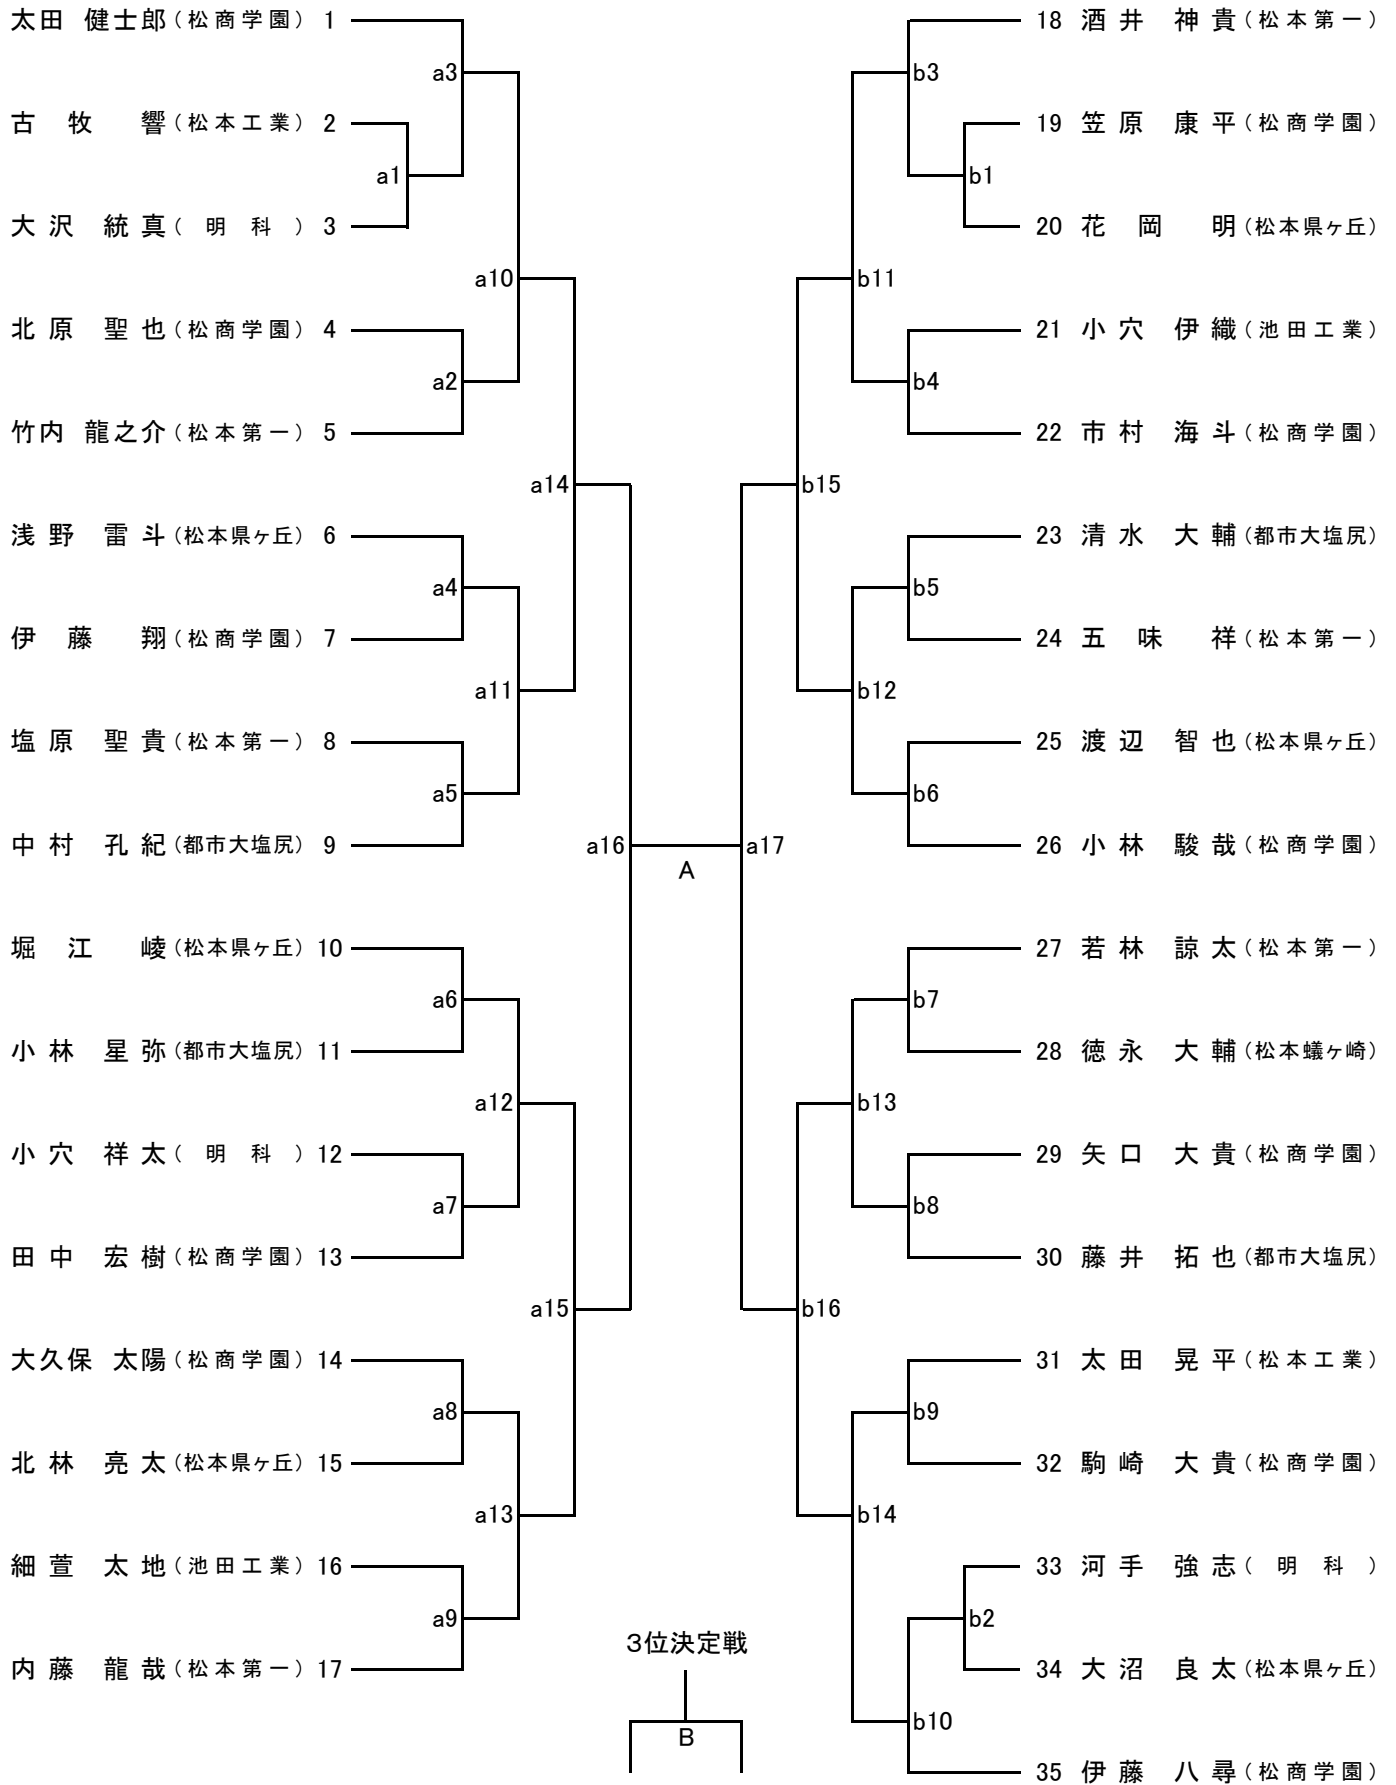 太田 健士郎（松商学園） 1
a3
古牧 響（松本工業） 2
a1
大沢 統真（明科） 3
a10
北原 聖也（松商学園） 4
a2
竹内 龍之介（松本第一） 5
a14
浅野 雷斗（松本県ヶ丘） 6
a4
伊藤 翔（松商学園） 7
a11
塩原 聖貴（松本第一） 8
a5
中村 孔紀（都市大塩尻） 9
a16
堀江 崚（松本県ヶ丘） 10
a6
小林 星弥（都市大塩尻） 11
a12
小穴 祥太（明科） 12
a7
田中 宏樹（松商学園） 13
a15
大久保 太陽（松商学園） 14
a8
北林 亮太（松本県ヶ丘） 15
a13
細萱 太地（池田工業） 16
a9
内藤 龍哉（松本第一） 17
A
a17
3位決定戦
B
18 酒井 神貴（松本第一）
b3
19 笠原 康平（松商学園）
b1
20 花岡 明（松本県ヶ丘）
b11
21 小穴 伊織（池田工業）
b4
22 市村 海斗（松商学園）
b15
23 清水 大輔（都市大塩尻）
b5
24 五味 祥（松本第一）
b12
25 渡辺 智也（松本県ヶ丘）
b6
26 小林 駿哉（松商学園）
27 若林 諒太（松本第一）
b7
28 徳永 大輔（松本蟻ヶ崎）
b13
29 矢口 大貴（松商学園）
b8
30 藤井 拓也（都市大塩尻）
b16
31 太田 晃平（松本工業）
b9
32 駒崎 大貴（松商学園）
b14
33 河手 強志（明科）
b2
34 大沼 良太（松本県ヶ丘）
b10
35 伊藤 八尋（松商学園）